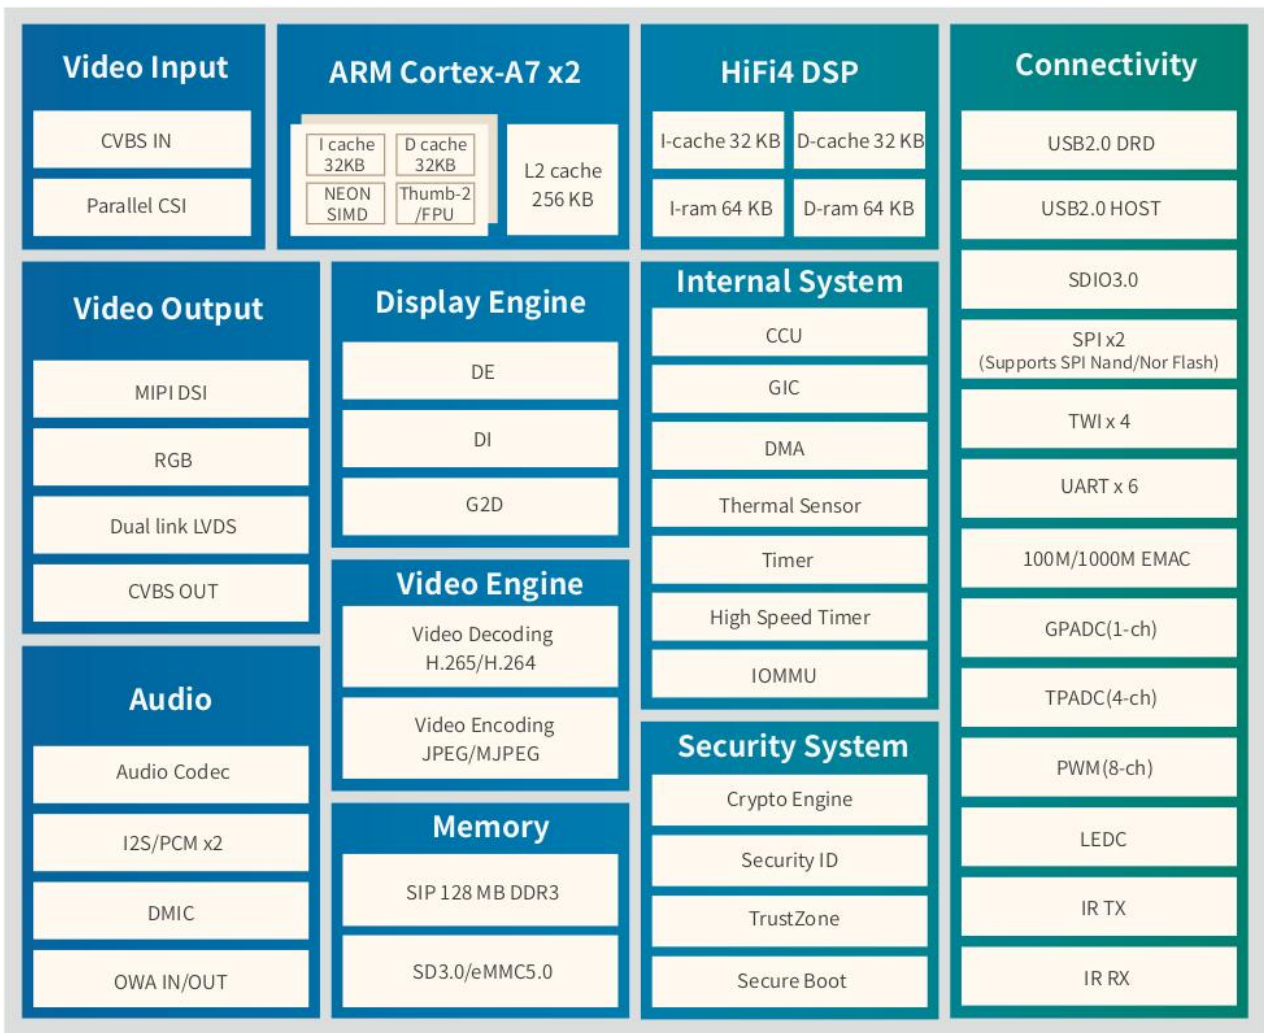 Video Input
CVBS IN
Parallel CSI
ARM Cortex-A7 x2
I cache
32KB
D cache
32KB
NEON
SIMD
Thumb-2
/FPU
L2 cache
256 KB
HiFi4 DSP
I-cache 32 KB
D-cache 32 KB
I-ram 64 KB
D-ram 64 KB
Connectivity
USB2.0 DRD
USB2.0 HOST
SDIO3.0
SPI x2
(Supports SPI Nand/Nor Flash)
TWI x 4
UART x 6
100M/1000M EMAC
GPADC(1-ch)
TPADC(4-ch)
PWM(8-ch)
LEDC
IR TX
IR RX
Video Output
MIPI DSI
RGB
Dual link LVDS
CVBS OUT
Display Engine
DE
DI
G2D
Internal System
CCU
GIC
DMA
Thermal Sensor
Timer
High Speed Timer
IOMMU
Video Engine
Video Decoding
H.265/H.264
Video Encoding
JPEG/MJPEG
Audio
Audio Codec
I2S/PCM x2
DMIC
OWA IN/OUT
Memory
SIP 128 MB DDR3
SD3.0/eMMC5.0
Security System
Crypto Engine
Security ID
TrustZone
Secure Boot